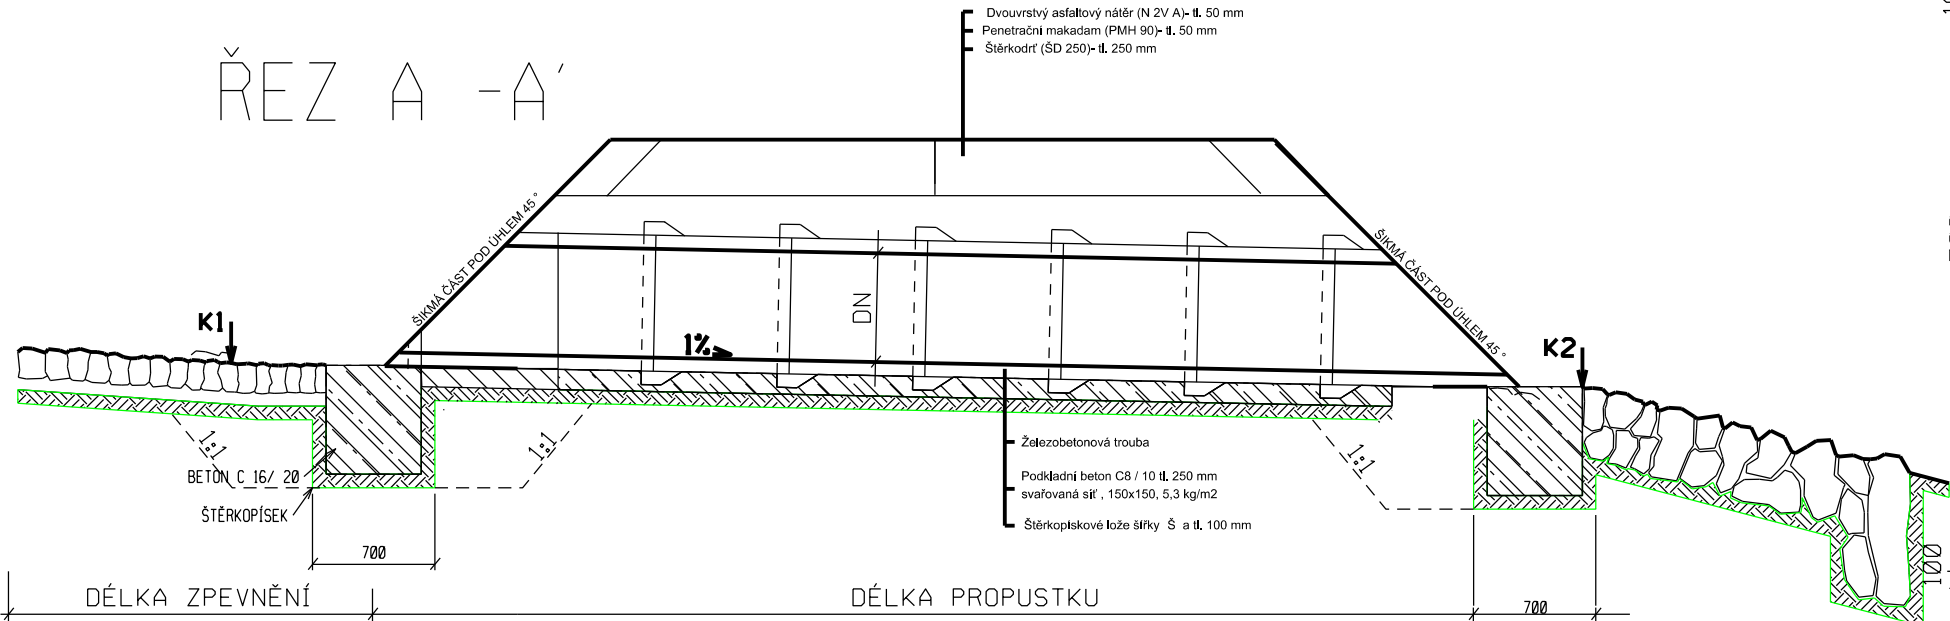 Dvouvrstvý asfaltový nátěr (N 2V A)- tl. 50 mm
Penetrační makadam (PMH 90)- tl. 50 mm
Štěrkodrť (ŠD 250)- tl. 250 mm
ŘEZ A -A'
ŠIKMÁ ČÁST POD ÚHLEM 45°
ŠIKMÁ ČÁST POD ÚHLEM 45°
DN
K1
1%
K2
1:1
1:1
1:1
BETON C 16/ 20
ŠTĚRKOPÍSEK
Železobetonová trouba
Podkladní beton C8 / 10 tl. 250 mm
svařovaná síť , 150x150, 5,3 kg/m2
Štěrkopískové lože šířky Š a tl. 100 mm
700
700
100
DÉLKA ZPEVNĚNÍ
DÉLKA PROPUSTKU